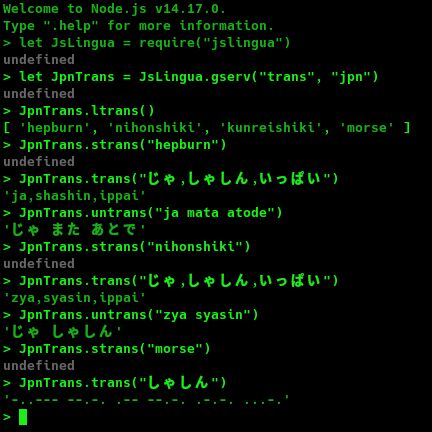 Welcome to Node.js v14.17.0.
Type ".help" for more information.
> let JsLingua = require("jslingua")
undefined
> let JpnTrans = JsLingua.gserv("trans", "jpn")
undefined
> JpnTrans.ltrans()
[ 'hepburn', 'nihonshiki', 'kunreishiki', 'morse' ]
> JpnTrans.strans("hepburn")
undefined
> JpnTrans.trans("じゃ,しゃしん,いっぱい")
'ja,shashin,ippai'
> JpnTrans.untrans("ja mata atode")
'じゃ また あとで'
> JpnTrans.strans("nihonshiki")
undefined
> JpnTrans.trans("じゃ,しゃしん,いっぱい")
'zya,syasin,ippai'
> JpnTrans.untrans("zya syasin")
'じゃ しゃしん'
> JpnTrans.strans("morse")
undefined
> JpnTrans.trans("しゃしん")
'-..--- --.-. .-- --.-. .-.-. ...-.'
>